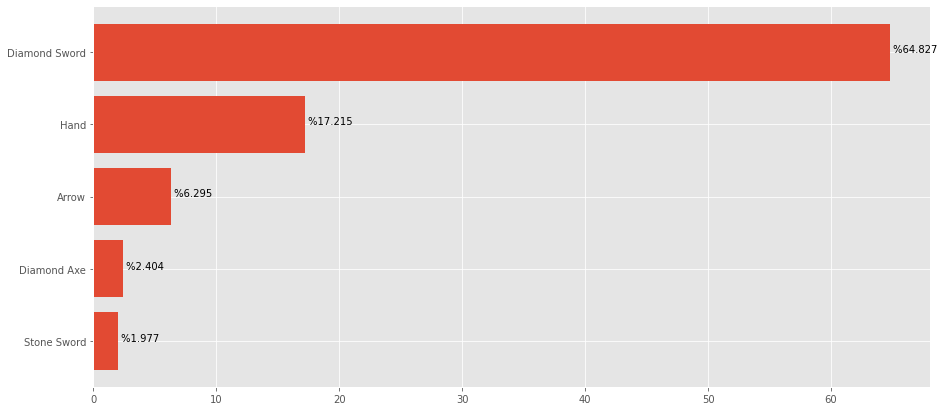 Diamond Sword %64.827
Hand %17.215
Arrow %6.295
Diamond Axe %2.404
Stone Sword %1.977
0 10 20 30 40 50 60